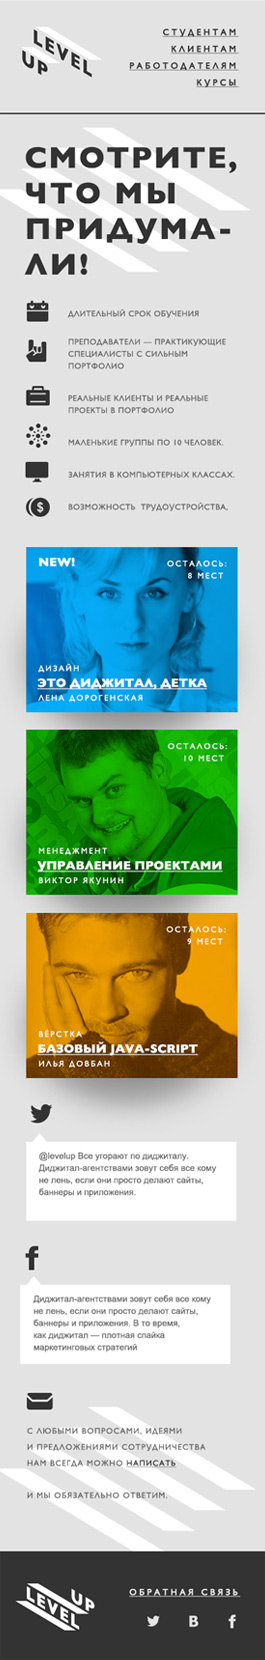 LEVEL
UP
СТУДЕНТАМ
КЛИЕНТАМ
РАБОТОДАТЕЛЯМ
КУРСЫ
СМОТРИТЕ,
ЧТО МЫ
ПРИДУМА-
ЛИ!
ДЛИТЕЛЬНЫЙ СРОК ОБУЧЕНИЯ
ПРЕПОДАВАТЕЛИ — ПРАКТИКУЮЩИЕ
СПЕЦИАЛИСТЫ С СИЛЬНЫМ
ПОРТФОЛИО
РЕАЛЬНЫЕ КЛИЕНТЫ И РЕАЛЬНЫЕ
ПРОЕКТЫ В ПОРТФОЛИО
МАЛЕНЬКИЕ ГРУППЫ ПО 10 ЧЕЛОВЕК.
ЗАНЯТИЯ В КОМПЬЮТЕРНЫХ КЛАССАХ.
$
ВОЗМОЖНОСТЬ ТРУДОУСТРОЙСТВА,
NEW!
ОСТАЛОСЬ:
8 МЕСТ
ДИЗАЙН
ЭТО ДИДЖИТАЛ, ДЕТКА
ЛЕНА ДОРОГЕНСКАЯ
ОСТАЛОСЬ:
10 МЕСТ
МЕНЕДЖМЕНТ
УПРАВЛЕНИЕ ПРОЕКТАМИ
ВИКТОР ЯКУНИН
ОСТАЛОСЬ:
9 МЕСТ
ВЁРСТКА
БАЗОВЫЙ JAVA-SCRIPT
ИЛЬЯ ДОВБАН
@levelup Все угорают по диджиталу.
Диджитал-агентствами зовут себя все кому
не лень, если они просто делают сайты,
баннеры и приложения.
f
Диджитал-агентствами зовут себя все кому
не лень, если они просто делают сайты,
баннеры и приложения. В то время,
как диджитал — плотная спайка
маркетинговых стратегий
С ЛЮБЫМИ ВОПРОСАМИ, ИДЕЯМИ
И ПРЕДЛОЖЕНИЯМИ СОТРУДНИЧЕСТВА
НАМ ВСЕГДА МОЖНО НАПИСАТЬ
И МЫ ОБЯЗАТЕЛЬНО ОТВЕТИМ.
UP
LEVEL
ОБРАТНАЯ СВЯЗЬ
В f